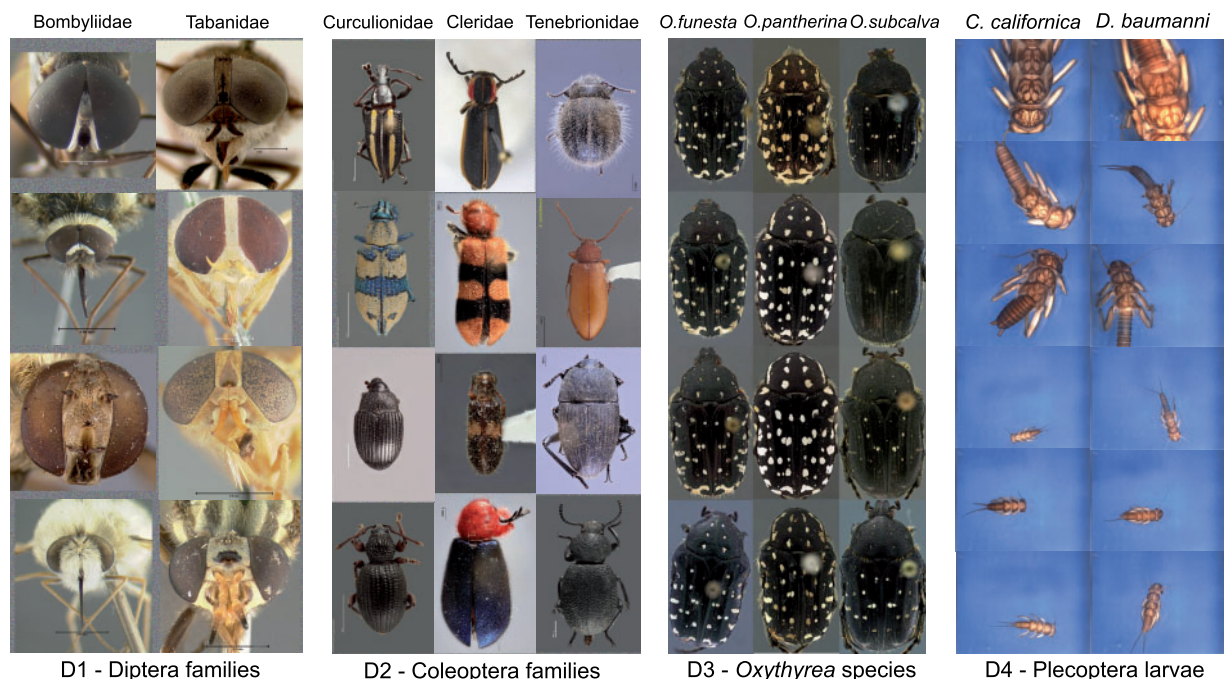 Bombyliidae Tabanidae Curculionidae Cleridae Tenebrionidae O.funesta O.pantherina O.subcalva C. californica D. baumanni
D1 - Diptera families D2 - Coleoptera families D3 - Oxythyrea species D4 - Plecoptera larvae